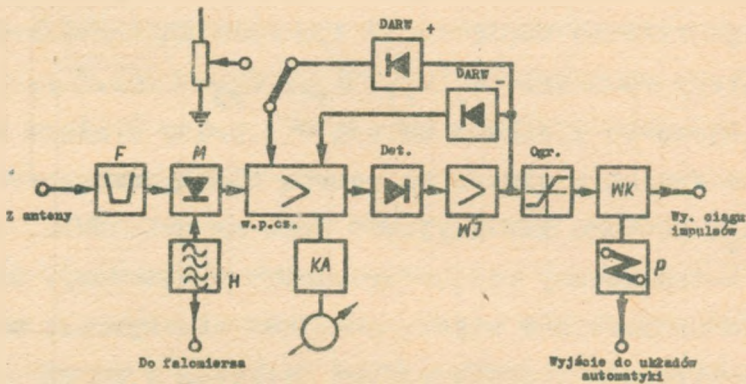 DARW +
DARW -
F
M
Det.
Ogr.
Z anteny
w.p.cz.
WJ
WK
Wy. ciągu
impulsów
H
KA
P
Do falomierza
Wyjście do układów
automatyki